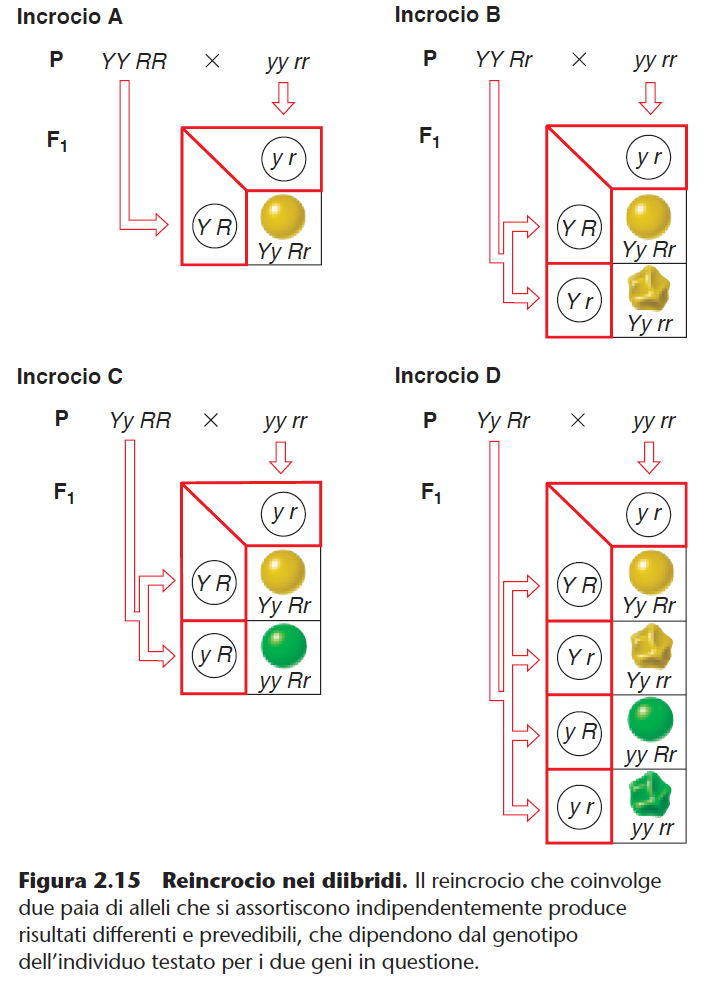 Incrocio A
P YY RR × yy rr
F1
y r
Y R
Yy Rr
Incrocio B
P YY Rr × yy rr
F1
y r
Y R
Yy Rr
Y r
Yy rr
Incrocio C
P Yy RR × yy rr
F1
y r
Y R
Yy Rr
y R
yy Rr
Incrocio D
P Yy Rr × yy rr
F1
y r
Y R
Yy Rr
Y r
Yy rr
y R
yy Rr
y r
yy rr
Figura 2.15 Reincrocio nei diibridi. Il reincrocio che coinvolge
due paia di alleli che si assortiscono indipendentemente produce
risultati differenti e prevedibili, che dipendono dal genotipo
dell'individuo testato per i due geni in questione.